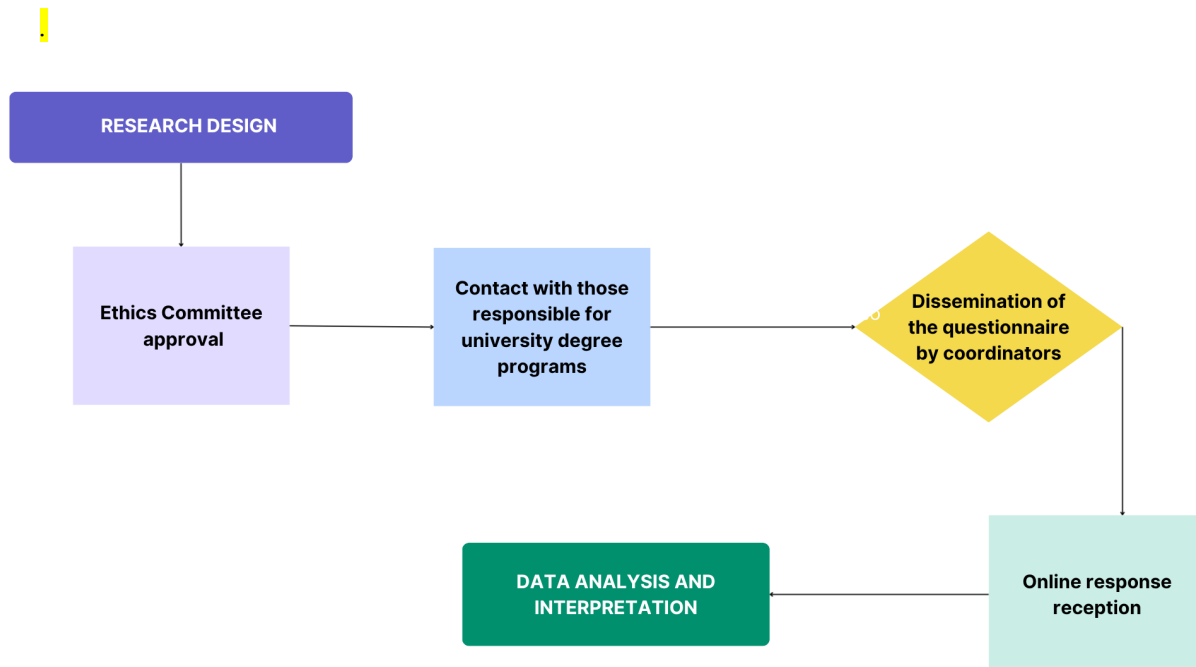 .
RESEARCH DESIGN
Ethics Committee
approval
Contact with those
responsible for
university degree
programs
Dissemination of
the questionnaire
by coordinators
Online response
reception
DATA ANALYSIS AND
INTERPRETATION